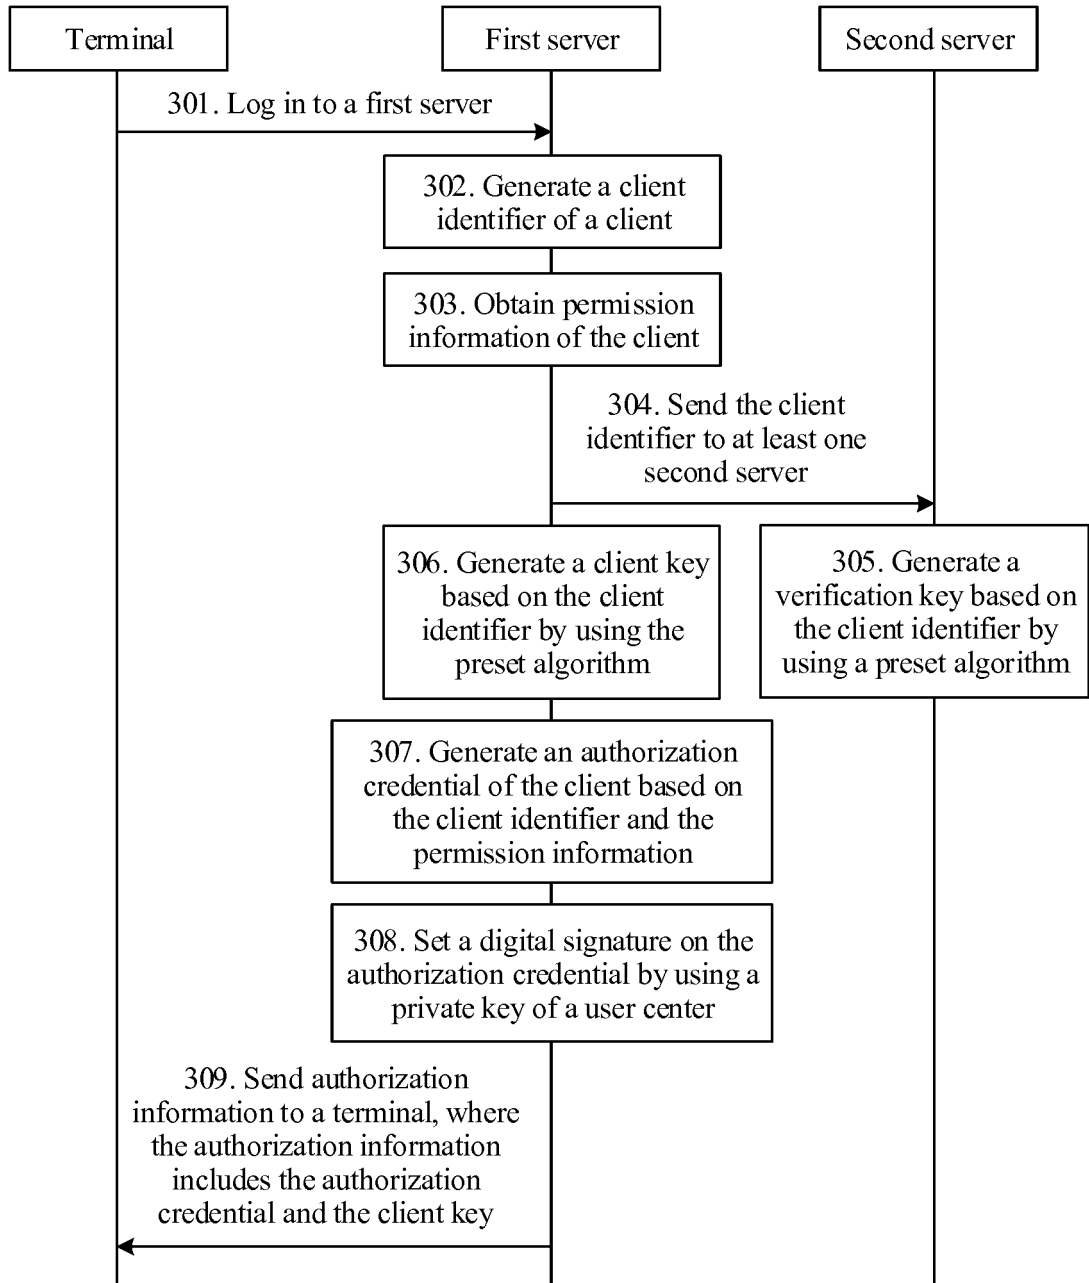 Terminal
First server
Second server
301. Log in to a first server
302. Generate a client
identifier of a client
303. Obtain permission
information of the client
304. Send the client
identifier to at least one
second server
306. Generate a client key
based on the client
identifier by using the
preset algorithm
305. Generate a
verification key based on
the client identifier by
using a preset algorithm
307. Generate an authorization
credential of the client based on
the client identifier and the
permission information
308. Set a digital signature on the
authorization credential by using a
private key of a user center
309. Send authorization
information to a terminal, where
the authorization information
includes the authorization
credential and the client key